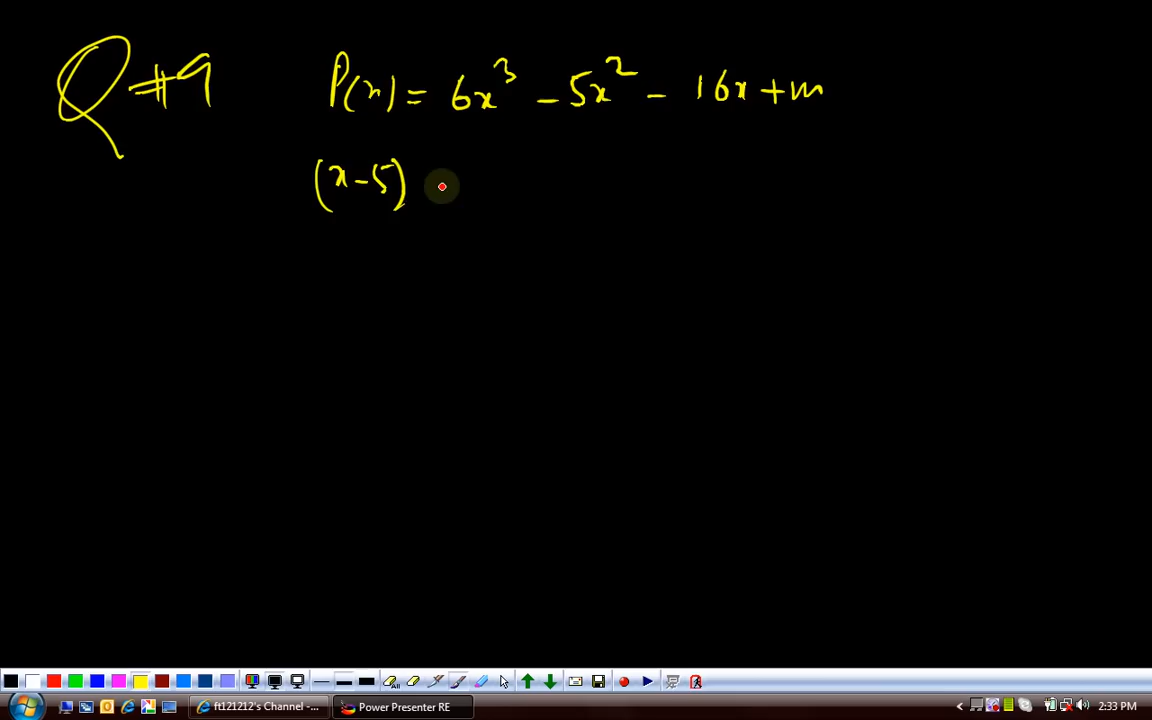 Q #9 P(x) = 6x³ - 5x² - 16x + m
(x-5)
ft121212's Channel -...
Power Presenter RE
2:33 PM